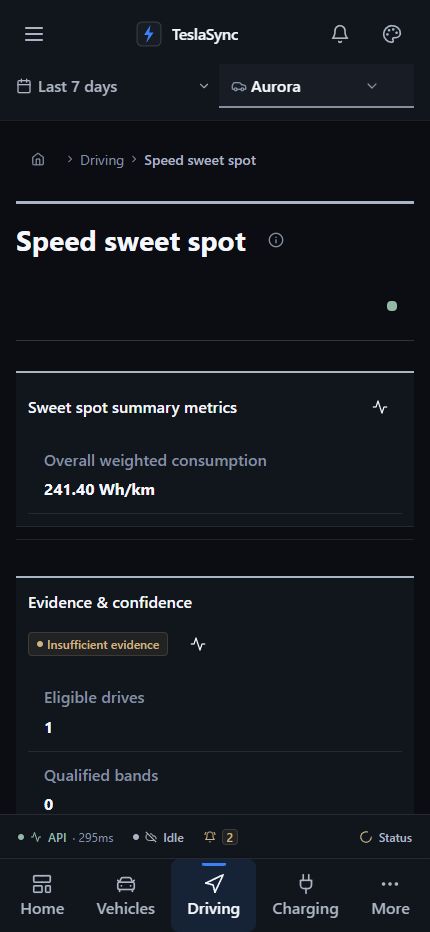 TeslaSync
Last 7 days
Aurora
Driving
Speed sweet spot
Speed sweet spot
Sweet spot summary metrics
Overall weighted consumption
241.40 Wh/km
Evidence & confidence
Insufficient evidence
Eligible drives
1
Qualified bands
0
API · 295ms
Idle
2
Status
Home
Vehicles
Driving
Charging
More